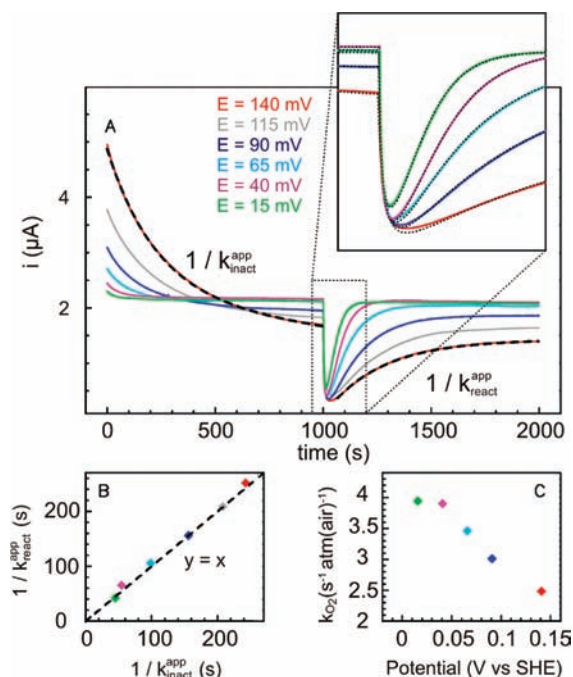 A
E = 140 mV
E = 115 mV
E = 90 mV
E = 65 mV
E = 40 mV
E = 15 mV
i (μA)
4
2
1 / k^app_inact
1 / k^app_react
0 500 1000 1500 2000
time (s)
B
1 / k^app_react (s)
200
100
0
y = x
0 100 200
1 / k^app_inact (s)
C
k_O2(s^-1 atm(air)^-1)
4
3.5
3
2.5
2
0 0.05 0.1 0.15
Potential (V vs SHE)